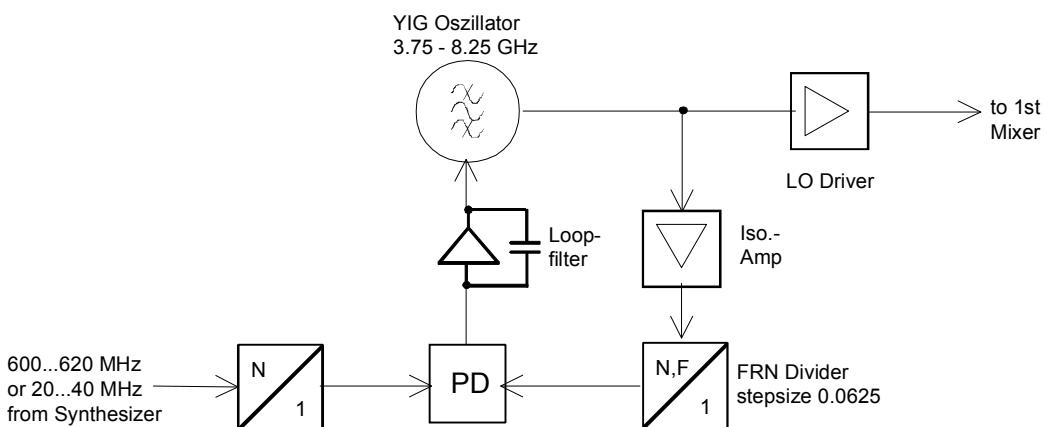 YIG Oszillator
3.75 - 8.25 GHz
to 1st
Mixer
LO Driver
Loop-
filter
Iso.-
Amp
600...620 MHz
or 20...40 MHz
from Synthesizer
N
1
PD
N,F
1
FRN Divider
stepsize 0.0625